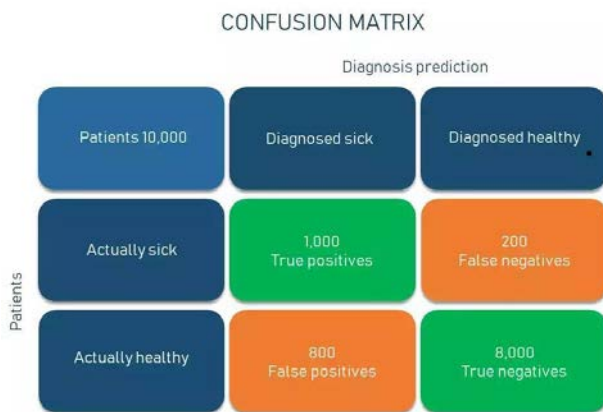 CONFUSION MATRIX
Diagnosis prediction
Patients 10,000
Diagnosed sick
Diagnosed healthy
Patients
Actually sick
1,000
True positives
200
False negatives
Actually healthy
800
False positives
8,000
True negatives